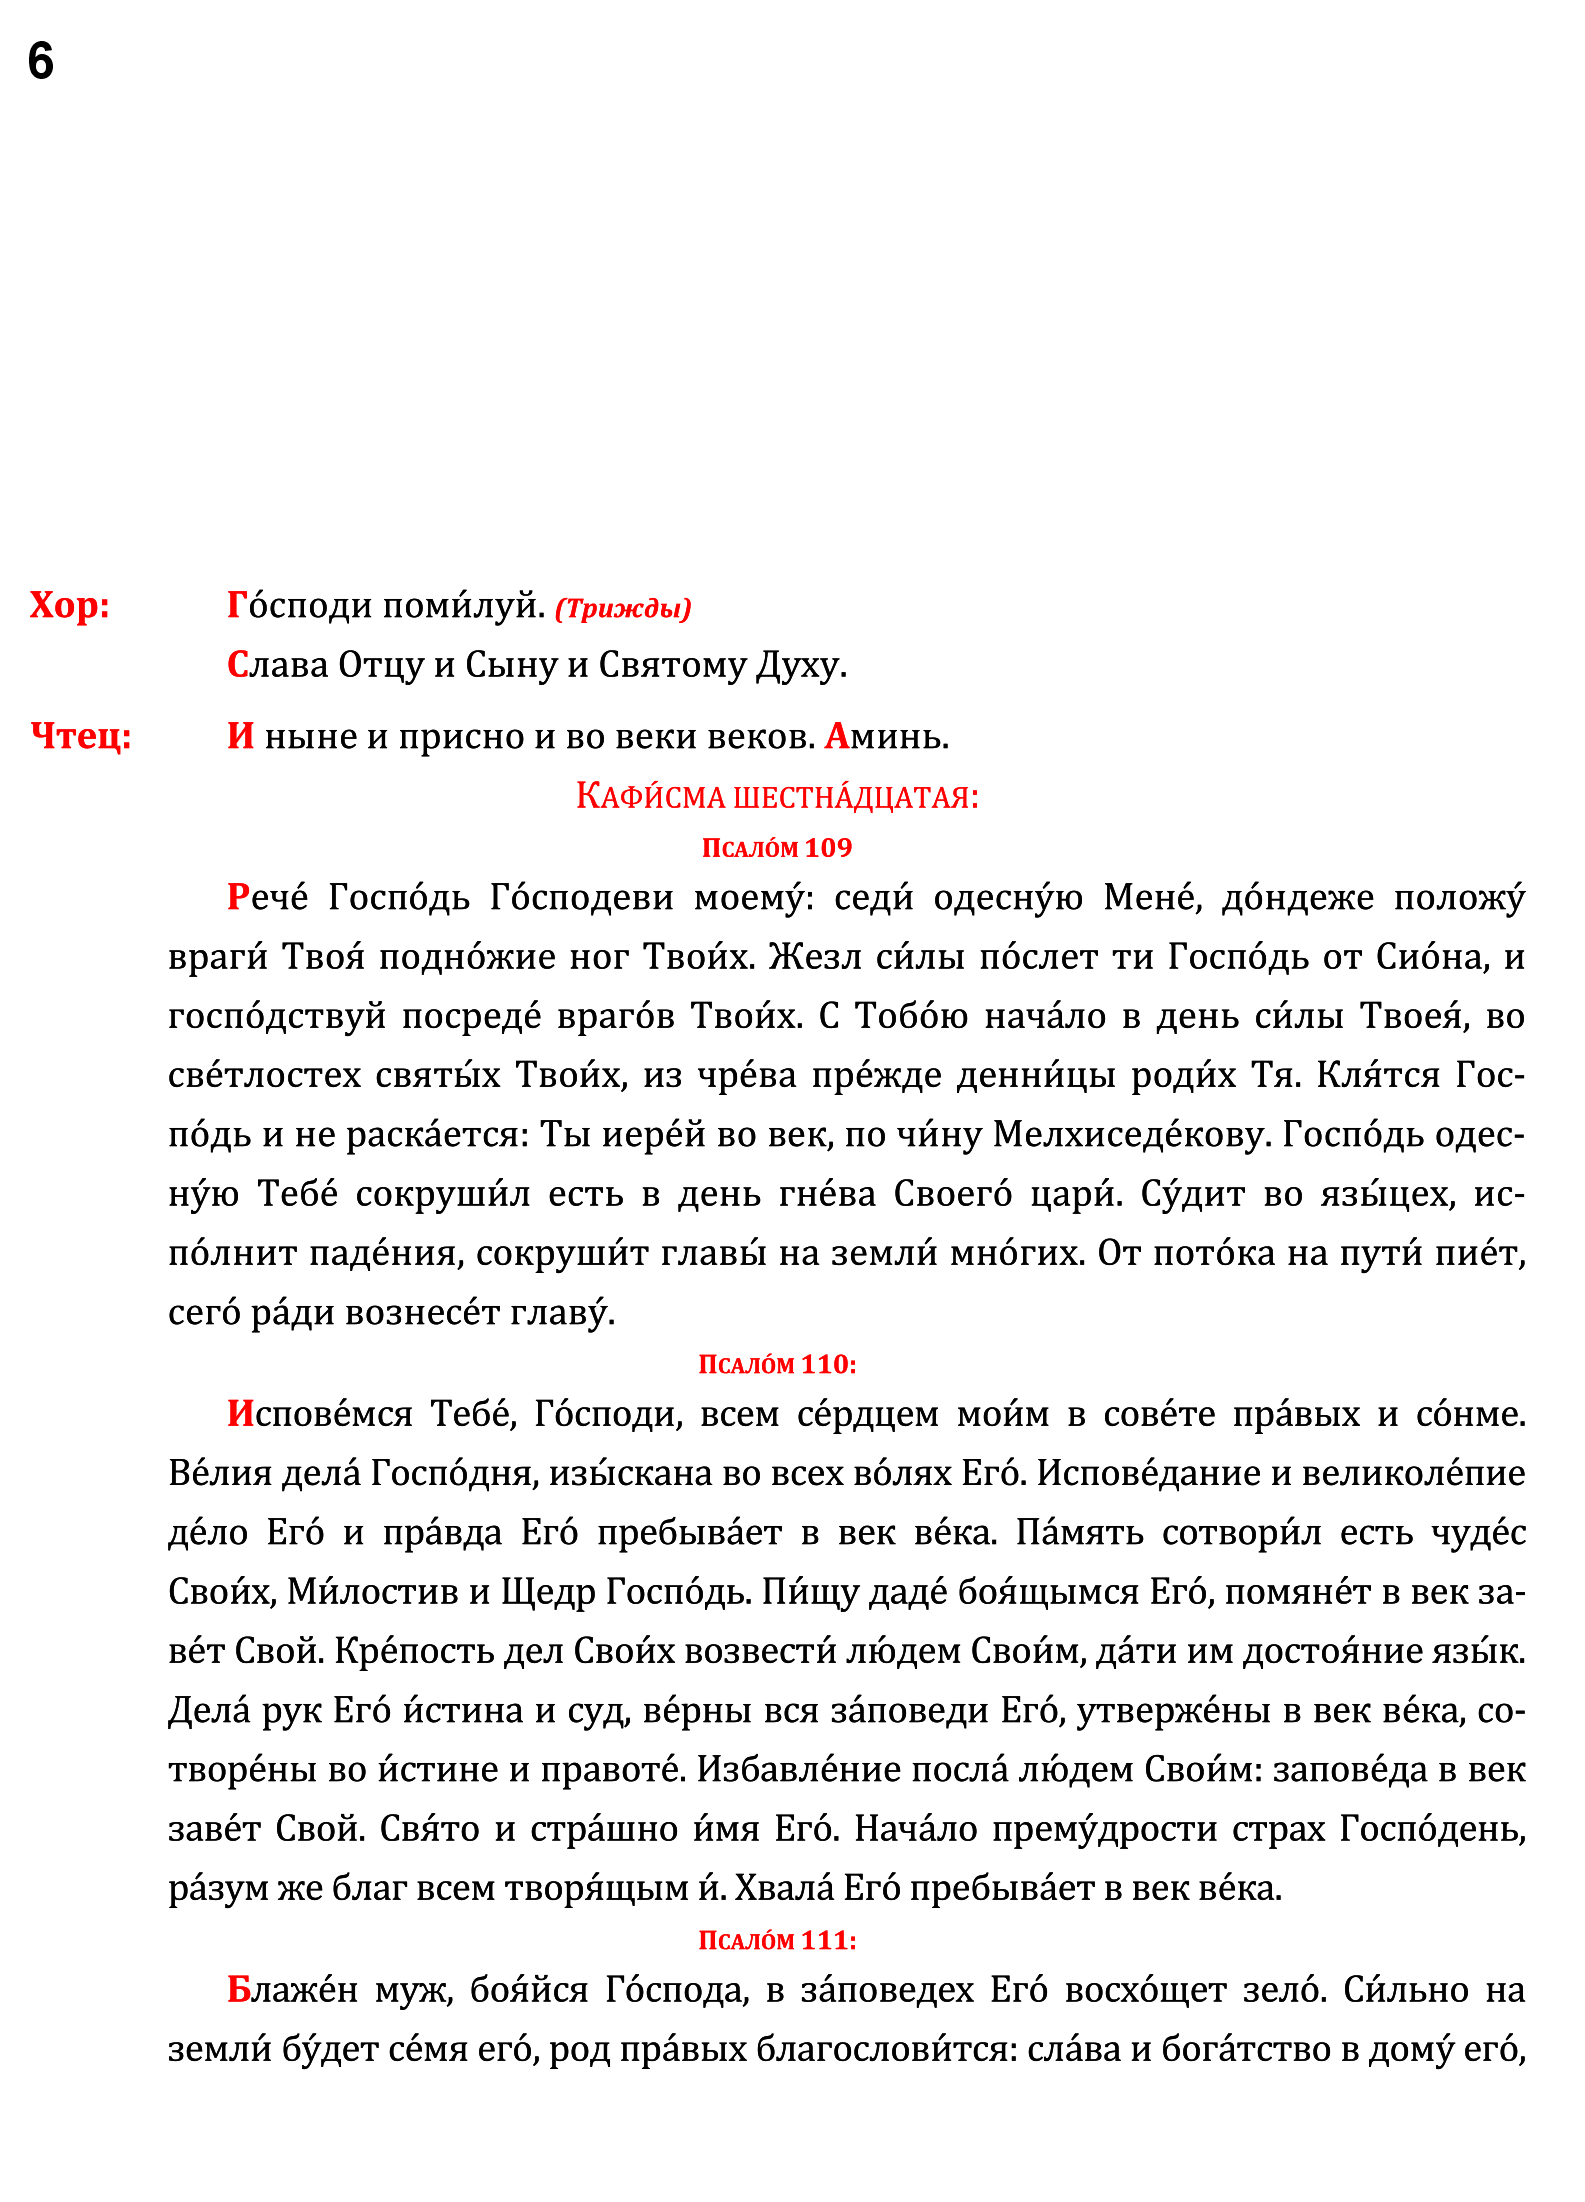 6
Хор: Го́споди поми́луй. (Трижды)
Слава Отцу и Сыну и Святому Духу.
Чтец: И ныне и присно и во веки веков. Аминь.
Кафи́сма шестна́дцатая:
Псало́м 109
Рече́ Госпо́дь Го́сподеви моему́: седи́ одесну́ю Мене́, до́ндеже положу́
враги́ Твоя́ подно́жие ног Твои́х. Жезл си́лы по́слет ти Госпо́дь от Сио́на, и
госпо́дствуй посреде́ враго́в Твои́х. С Тобо́ю нача́ло в день си́лы Твоея́, во
све́тлостех святы́х Твои́х, из чре́ва пре́жде денни́цы роди́х Тя. Кля́тся Гос-
по́дь и не раска́ется: Ты иере́й во век, по чи́ну Мелхиседе́кову. Госпо́дь одес-
ну́ю Тебе́ сокруши́л есть в день гне́ва Своего́ цари́. Су́дит во язы́цех, ис-
по́лнит паде́ния, сокруши́т главы́ на земли́ мно́гих. От пото́ка на пути́ пие́т,
сего́ ра́ди вознесе́т главу́.
Псало́м 110:
Испове́мся Тебе́, Го́споди, всем се́рдцем мои́м в сове́те пра́вых и со́нме.
Ве́лия дела́ Госпо́дня, изы́скана во всех во́лях Его́. Испове́дание и великоле́пие
де́ло Его́ и пра́вда Его́ пребыва́ет в век ве́ка. Па́мять сотвори́л есть чуде́с
Свои́х, Ми́лостив и Щедр Госпо́дь. Пи́щу даде́ боя́щымся Его́, помяне́т в век за-
ве́т Свой. Кре́пость дел Свои́х возвести́ лю́дем Свои́м, да́ти им достоя́ние язы́к.
Дела́ рук Его́ и́стина и суд, ве́рны вся за́поведи Его́, утверже́ны в век ве́ка, со-
творе́ны во и́стине и правоте́. Избавле́ние посла́ лю́дем Свои́м: запове́да в век
заве́т Свой. Свя́то и стра́шно и́мя Его́. Нача́ло прему́дрости страх Госпо́день,
ра́зум же благ всем творя́щым и́. Хвала́ Его́ пребыва́ет в век ве́ка.
Псало́м 111:
Блаже́н муж, боя́йся Го́спода, в за́поведех Его́ восхо́щет зело́. Си́льно на
земли́ бу́дет се́мя его́, род пра́вых благослови́тся: сла́ва и бога́тство в дому́ его́,